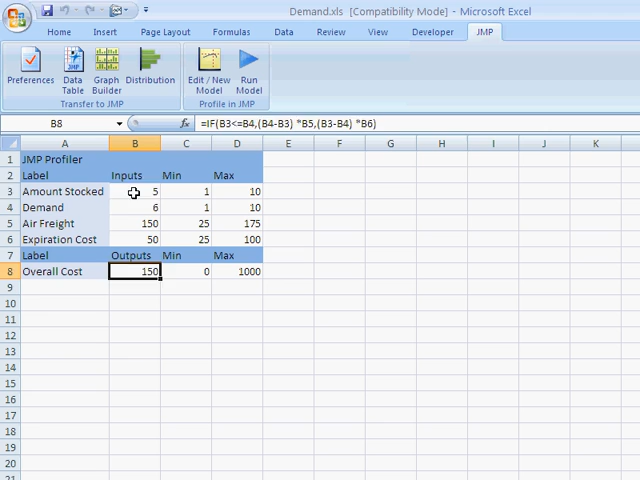 Demand.xls [Compatibility Mode] - Microsoft Excel
Home Insert Page Layout Formulas Data Review View Developer JMP
Preferences Data Table Graph Builder Distribution Edit / New Model Run Model
Transfer to JMP Profile in JMP
B8 fx =IF(B3<=B4,(B4-B3) *B5,(B3-B4) *B6)
A B C D E F G H I J K
1 JMP Profiler
2 Label Inputs Min Max
3 Amount Stocked 5 1 10
4 Demand 6 1 10
5 Air Freight 150 25 175
6 Expiration Cost 50 25 100
7 Label Outputs Min Max
8 Overall Cost 150 0 1000
9
10
11
12
13
14
15
16
17
18
19
20
21